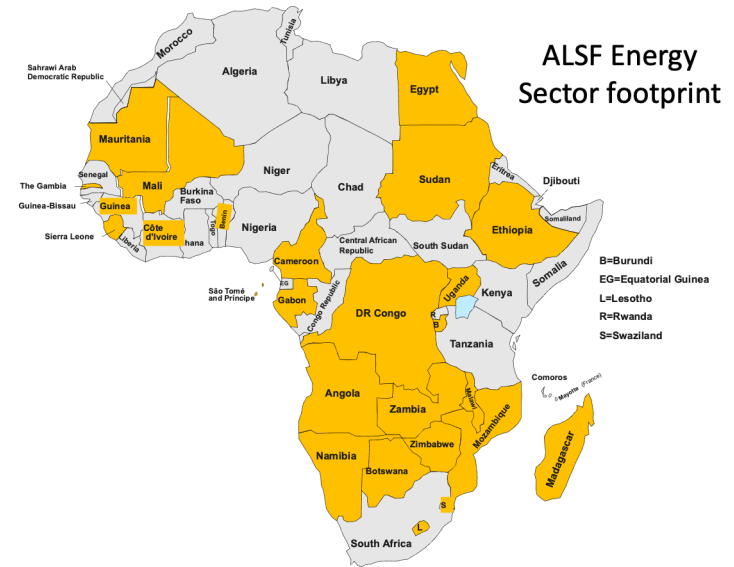 ALSF Energy
Sector footprint
Tunisia
Morocco
Sahrawi Arab
Democratic Republic
Algeria
Libya
Egypt
Mauritania
Niger
Chad
Sudan
Eritrea
Djibouti
Senegal
The Gambia
Mali
Burkina
Faso
Guinea-Bissau
Guinea
Benin
Togo
Nigeria
Sierra Leone
Liberia
Côte
d'Ivoire
hana
Somaliland
Ethiopia
Central African
Republic
South Sudan
Somalia
Cameroon
EG
São Tomé
and Principe
Gabon
Congo Republic
DR Congo
Uganda
Kenya
R
B
Tanzania
B=Burundi
EG=Equatorial Guinea
L=Lesotho
R=Rwanda
S=Swaziland
Comoros
Mayotte (France)
Angola
Zambia
Malawi
Mozambique
Zimbabwe
Namibia
Botswana
Madagascar
S
L
South Africa